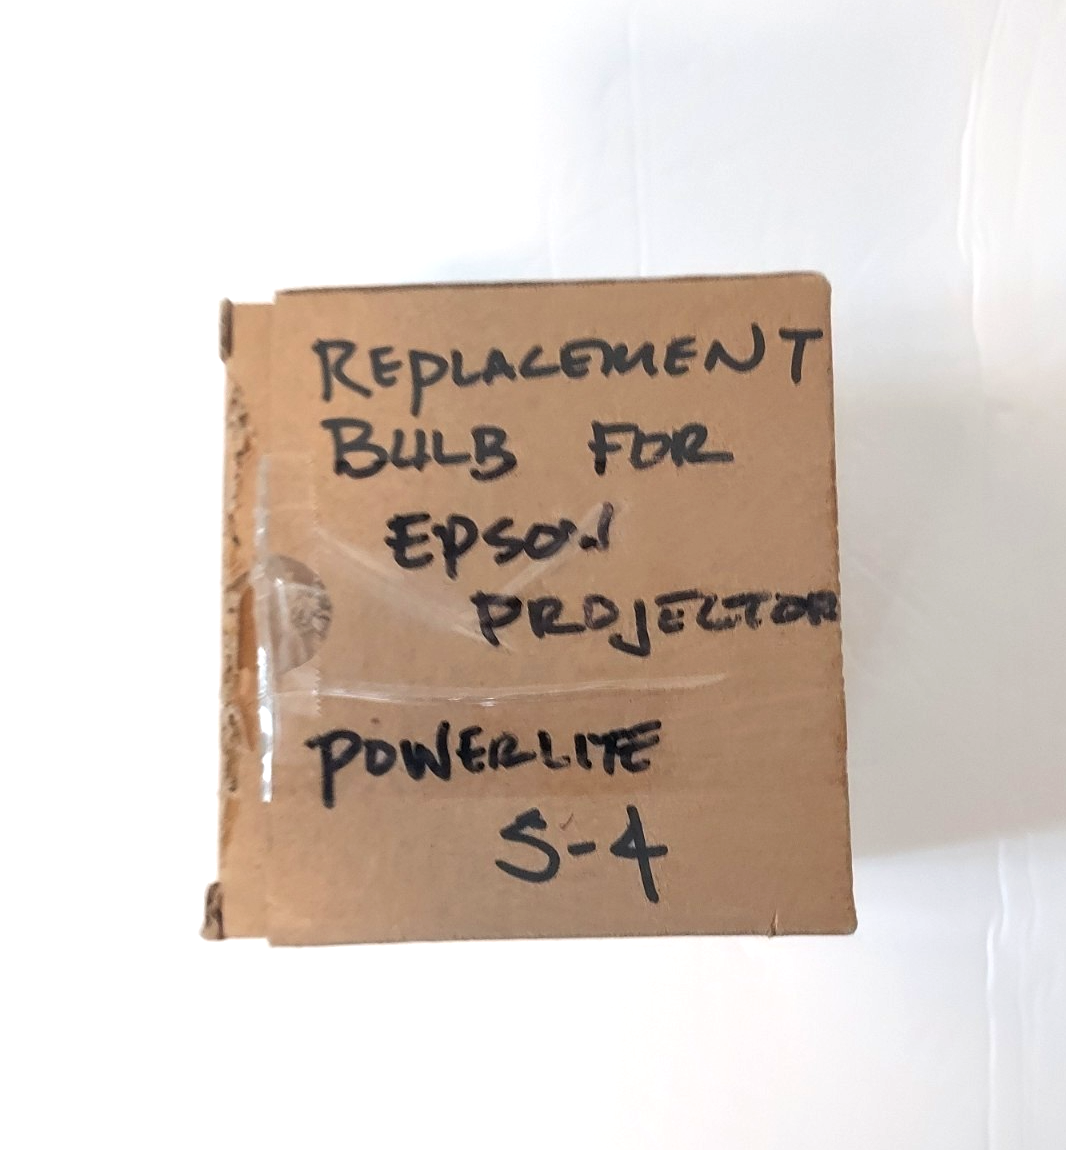 REPLACEMENT
BULB FOR
EPSON
PROJECTOR
POWERLITE
S-4